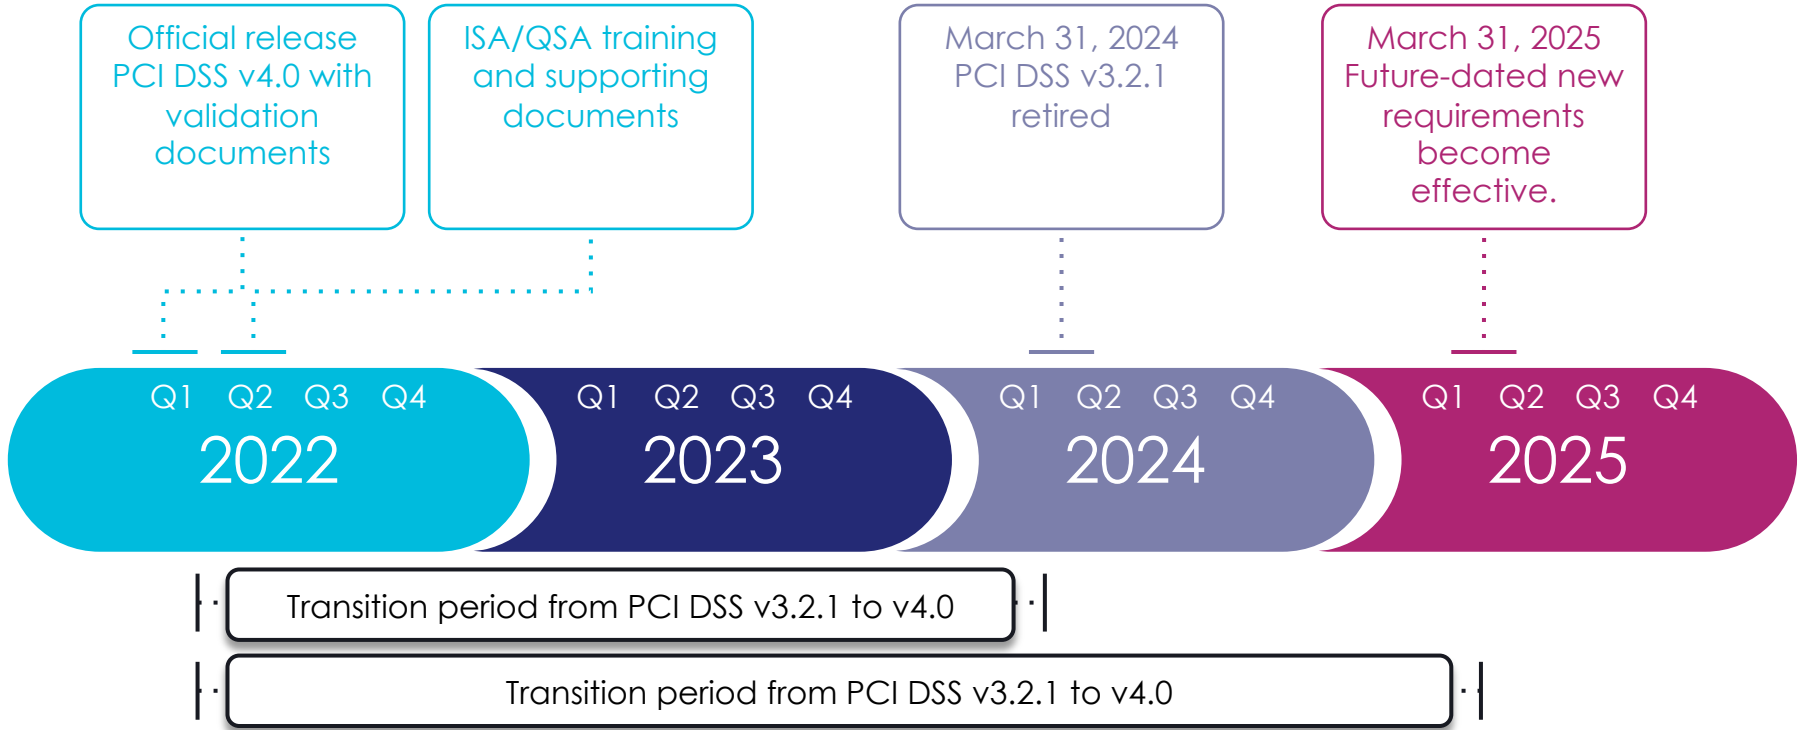 Official release
PCI DSS v4.0 with
validation
documents
ISA/QSA training
and supporting
documents
March 31, 2024
PCI DSS v3.2.1
retired
March 31, 2025
Future-dated new
requirements
become
effective.
Q1 Q2 Q3 Q4
2022
Q1 Q2 Q3 Q4
2023
Q1 Q2 Q3 Q4
2024
Q1 Q2 Q3 Q4
2025
Transition period from PCI DSS v3.2.1 to v4.0
Transition period from PCI DSS v3.2.1 to v4.0